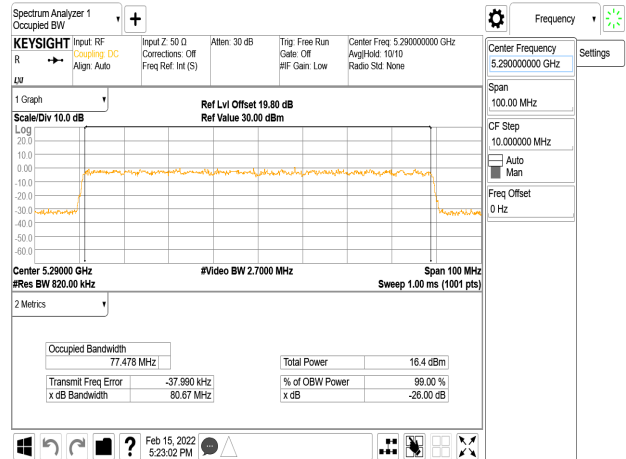 Spectrum Analyzer 1
Occupied BW
Frequency
KEYSIGHT
R
LXI
Input: RF
Coupling: DC
Align: Auto
Input Z: 50 Ω
Corrections: Off
Freq Ref: Int (S)
Atten: 30 dB
Trig: Free Run
Gate: Off
#IF Gain: Low
Center Freq: 5.290000000 GHz
Avg|Hold: 10/10
Radio Std: None
Center Frequency
5.290000000 GHz
Settings
Span
100.00 MHz
CF Step
10.000000 MHz
Auto
Man
Freq Offset
0 Hz
1 Graph
Scale/Div 10.0 dB
Ref Lvl Offset 19.80 dB
Ref Value 30.00 dBm
Log
20.0
10.0
0.00
-10.0
-20.0
-30.0
-40.0
-50.0
-60.0
Center 5.29000 GHz
#Res BW 820.00 kHz
#Video BW 2.7000 MHz
Span 100 MHz
Sweep 1.00 ms (1001 pts)
2 Metrics
Occupied Bandwidth
77.478 MHz
Transmit Freq Error -37.990 kHz
x dB Bandwidth 80.67 MHz
Total Power 16.4 dBm
% of OBW Power 99.00 %
x dB -26.00 dB
?
Feb 15, 2022
5:23:02 PM